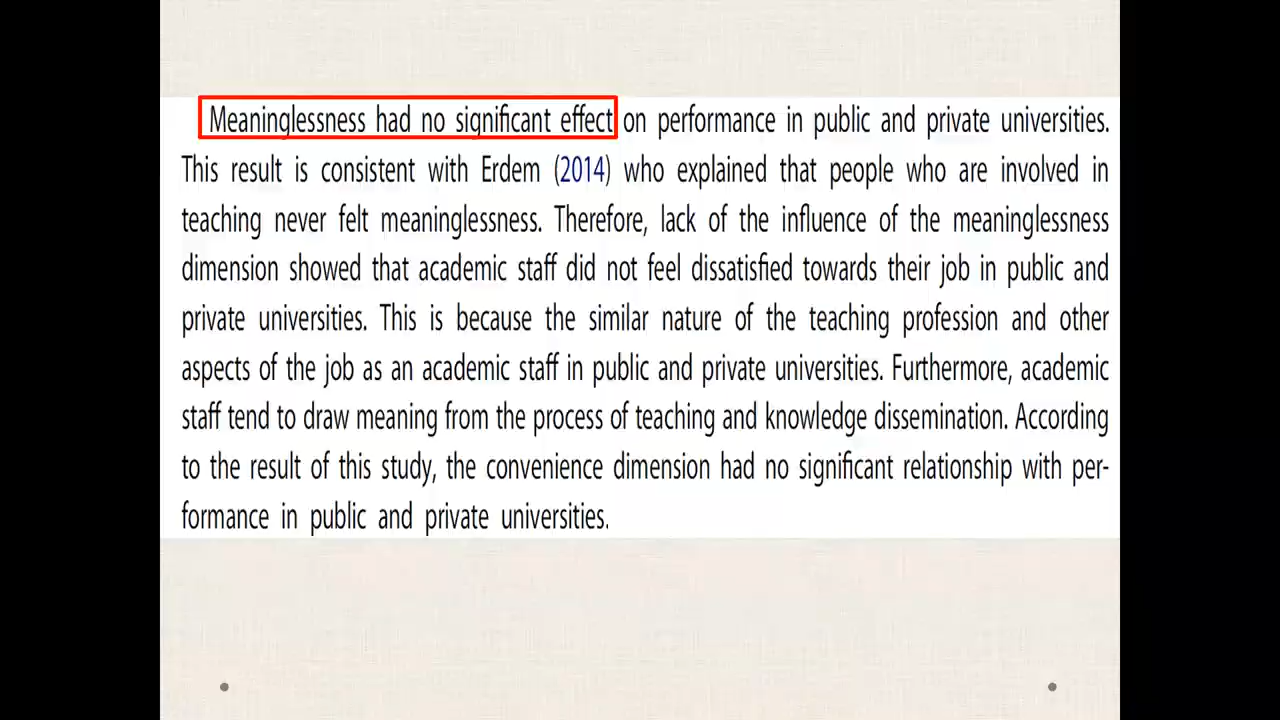 Meaninglessness had no significant effect on performance in public and private universities.
This result is consistent with Erdem (2014) who explained that people who are involved in
teaching never felt meaninglessness. Therefore, lack of the influence of the meaninglessness
dimension showed that academic staff did not feel dissatisfied towards their job in public and
private universities. This is because the similar nature of the teaching profession and other
aspects of the job as an academic staff in public and private universities. Furthermore, academic
staff tend to draw meaning from the process of teaching and knowledge dissemination. According
to the result of this study, the convenience dimension had no significant relationship with per-
formance in public and private universities.